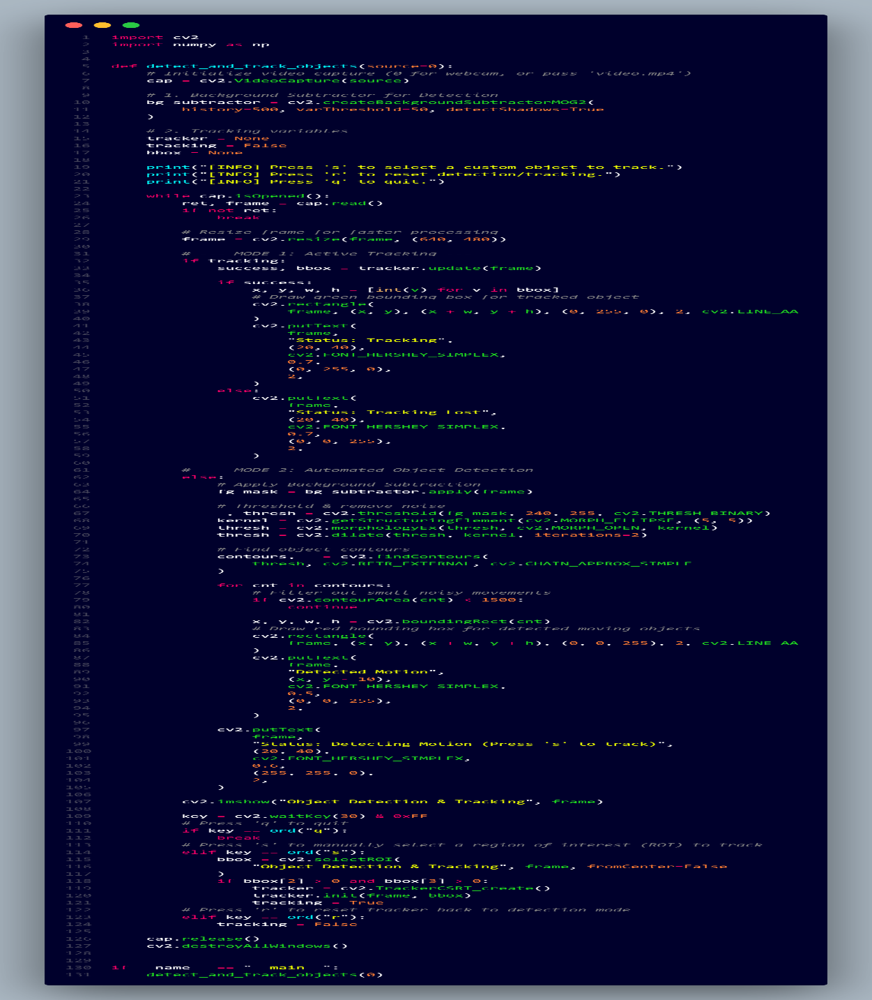 1 import cv2
2 import numpy as np
3
4
5 def detect_and_track_objects(source=0):
6 # Initialize video capture (0 for webcam, or pass 'video.mp4')
7 cap = cv2.VideoCapture(source)
8
9 # 1. Background Subtractor for Detection
10 bg_subtractor = cv2.createBackgroundSubtractorMOG2(
11 history=500, varThreshold=50, detectShadows=True
12 )
13
14 # 2. Tracking variables
15 tracker = None
16 tracking = False
17 bbox = None
18
19 print("[INFO] Press 's' to select a custom object to track.")
20 print("[INFO] Press 'r' to reset detection/tracking.")
21 print("[INFO] Press 'q' to quit.")
22
23 while cap.isOpened():
24 ret, frame = cap.read()
25 if not ret:
26 break
27
28 # Resize frame for faster processing
29 frame = cv2.resize(frame, (640, 480))
30
31 # MODE 1: Active Tracking
32 if tracking:
33 success, bbox = tracker.update(frame)
34
35 if success:
36 x, y, w, h = [int(v) for v in bbox]
37 # Draw green bounding box for tracked object
38 cv2.rectangle(
39 frame, (x, y), (x + w, y + h), (0, 255, 0), 2, cv2.LINE_AA
40 )
41 cv2.putText(
42 frame,
43 "Status: Tracking",
44 (20, 40),
45 cv2.FONT_HERSHEY_SIMPLEX,
46 0.7,
47 (0, 255, 0),
48 2,
49 )
50 else:
51 cv2.putText(
52 frame,
53 "Status: Tracking Lost",
54 (20, 40),
55 cv2.FONT_HERSHEY_SIMPLEX,
56 0.7,
57 (0, 0, 255),
58 2,
59 )
60
61 # MODE 2: Automated Object Detection
62 else:
63 # Apply Background Subtraction
64 fg_mask = bg_subtractor.apply(frame)
65
66 # Threshold & remove noise
67 _, thresh = cv2.threshold(fg_mask, 240, 255, cv2.THRESH_BINARY)
68 kernel = cv2.getStructuringElement(cv2.MORPH_ELLIPSE, (5, 5))
69 thresh = cv2.morphologyEx(thresh, cv2.MORPH_OPEN, kernel)
70 thresh = cv2.dilate(thresh, kernel, iterations=2)
71
72 # Find object contours
73 contours, _ = cv2.findContours(
74 thresh, cv2.RETR_EXTERNAL, cv2.CHAIN_APPROX_SIMPLE
75 )
76
77 for cnt in contours:
78 # Filter out small noisy movements
79 if cv2.contourArea(cnt) < 1500:
80 continue
81
82 x, y, w, h = cv2.boundingRect(cnt)
83 # Draw red bounding box for detected moving objects
84 cv2.rectangle(
85 frame, (x, y), (x + w, y + h), (0, 0, 255), 2, cv2.LINE_AA
86 )
87 cv2.putText(
88 frame,
89 "Detected Motion",
90 (x, y - 10),
91 cv2.FONT_HERSHEY_SIMPLEX,
92 0.5,
93 (0, 0, 255),
94 2,
95 )
96
97 cv2.putText(
98 frame,
99 "Status: Detecting Motion (Press 's' to track)",
100 (20, 40),
101 cv2.FONT_HERSHEY_SIMPLEX,
102 0.6,
103 (255, 255, 0),
104 2,
105 )
106
107 cv2.imshow("Object Detection & Tracking", frame)
108
109 key = cv2.waitKey(30) & 0xFF
110 # Press 'q' to quit
111 if key == ord("q"):
112 break
113 # Press 's' to manually select a region of interest (ROI) to track
114 elif key == ord("s"):
115 bbox = cv2.selectROI(
116 "Object Detection & Tracking", frame, fromCenter=False
117 )
118 if bbox[2] > 0 and bbox[3] > 0:
119 tracker = cv2.TrackerCSRT_create()
120 tracker.init(frame, bbox)
121 tracking = True
122 # Press 'r' to reset tracker back to detection mode
123 elif key == ord("r"):
124 tracking = False
125
126 cap.release()
127 cv2.destroyAllWindows()
128
129
130 if __name__ == "__main__":
131 detect_and_track_objects(0)